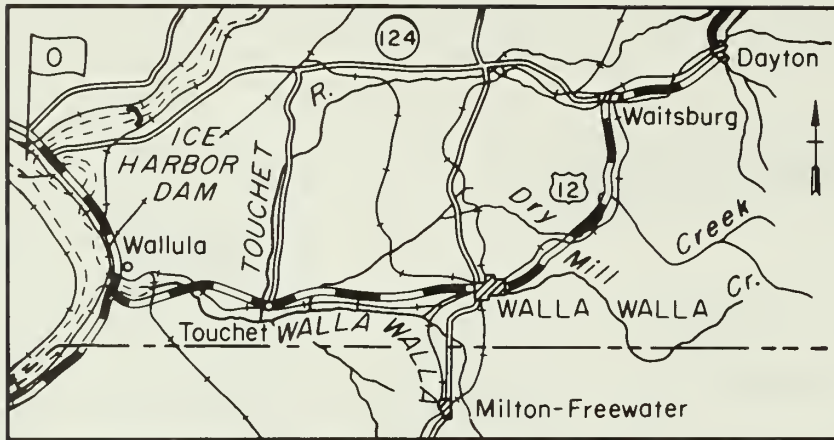 0
124
Dayton
R.
Waitsburg
ICE
HARBOR
DAM
12
Dry
Creek
TOUCHET
Wallula
Mill
Cr.
WALLA WALLA
Touchet
WALLA WALLA
Milton-Freewater